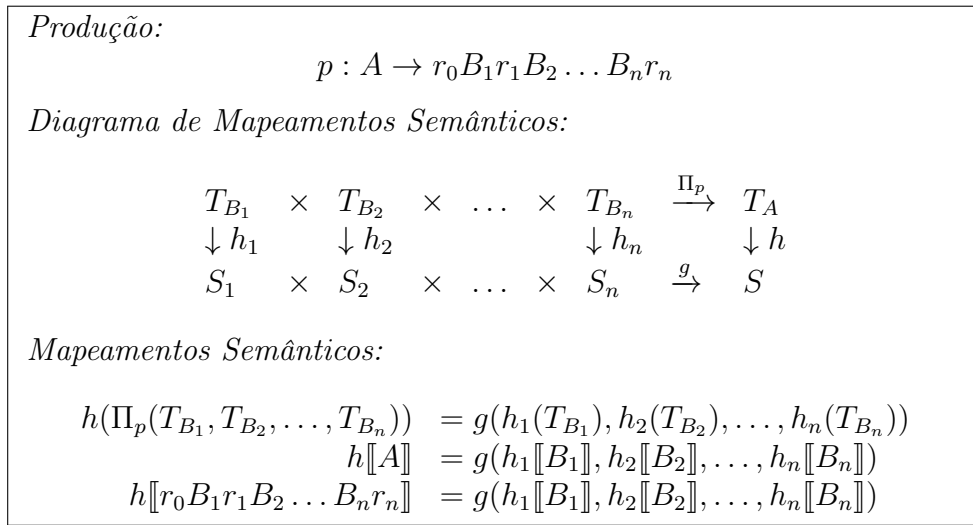 Produção:
p : A → r₀B₁r₁B₂ … Bₙrₙ
Diagrama de Mapeamentos Semânticos:
T_{B₁} × T_{B₂} × … × T_{Bₙ} \xrightarrow{Π_p} T_A
↓ h₁ ↓ h₂ ↓ hₙ ↓ h
S₁ × S₂ × … × Sₙ \xrightarrow{g} S
Mapeamentos Semânticos:
h(Π_p(T_{B₁}, T_{B₂}, …, T_{Bₙ})) = g(h₁(T_{B₁}), h₂(T_{B₂}), …, hₙ(T_{Bₙ}))
h⟦A⟧ = g(h₁⟦B₁⟧, h₂⟦B₂⟧, …, hₙ⟦Bₙ⟧)
h⟦r₀B₁r₁B₂ … Bₙrₙ⟧ = g(h₁⟦B₁⟧, h₂⟦B₂⟧, …, hₙ⟦Bₙ⟧)